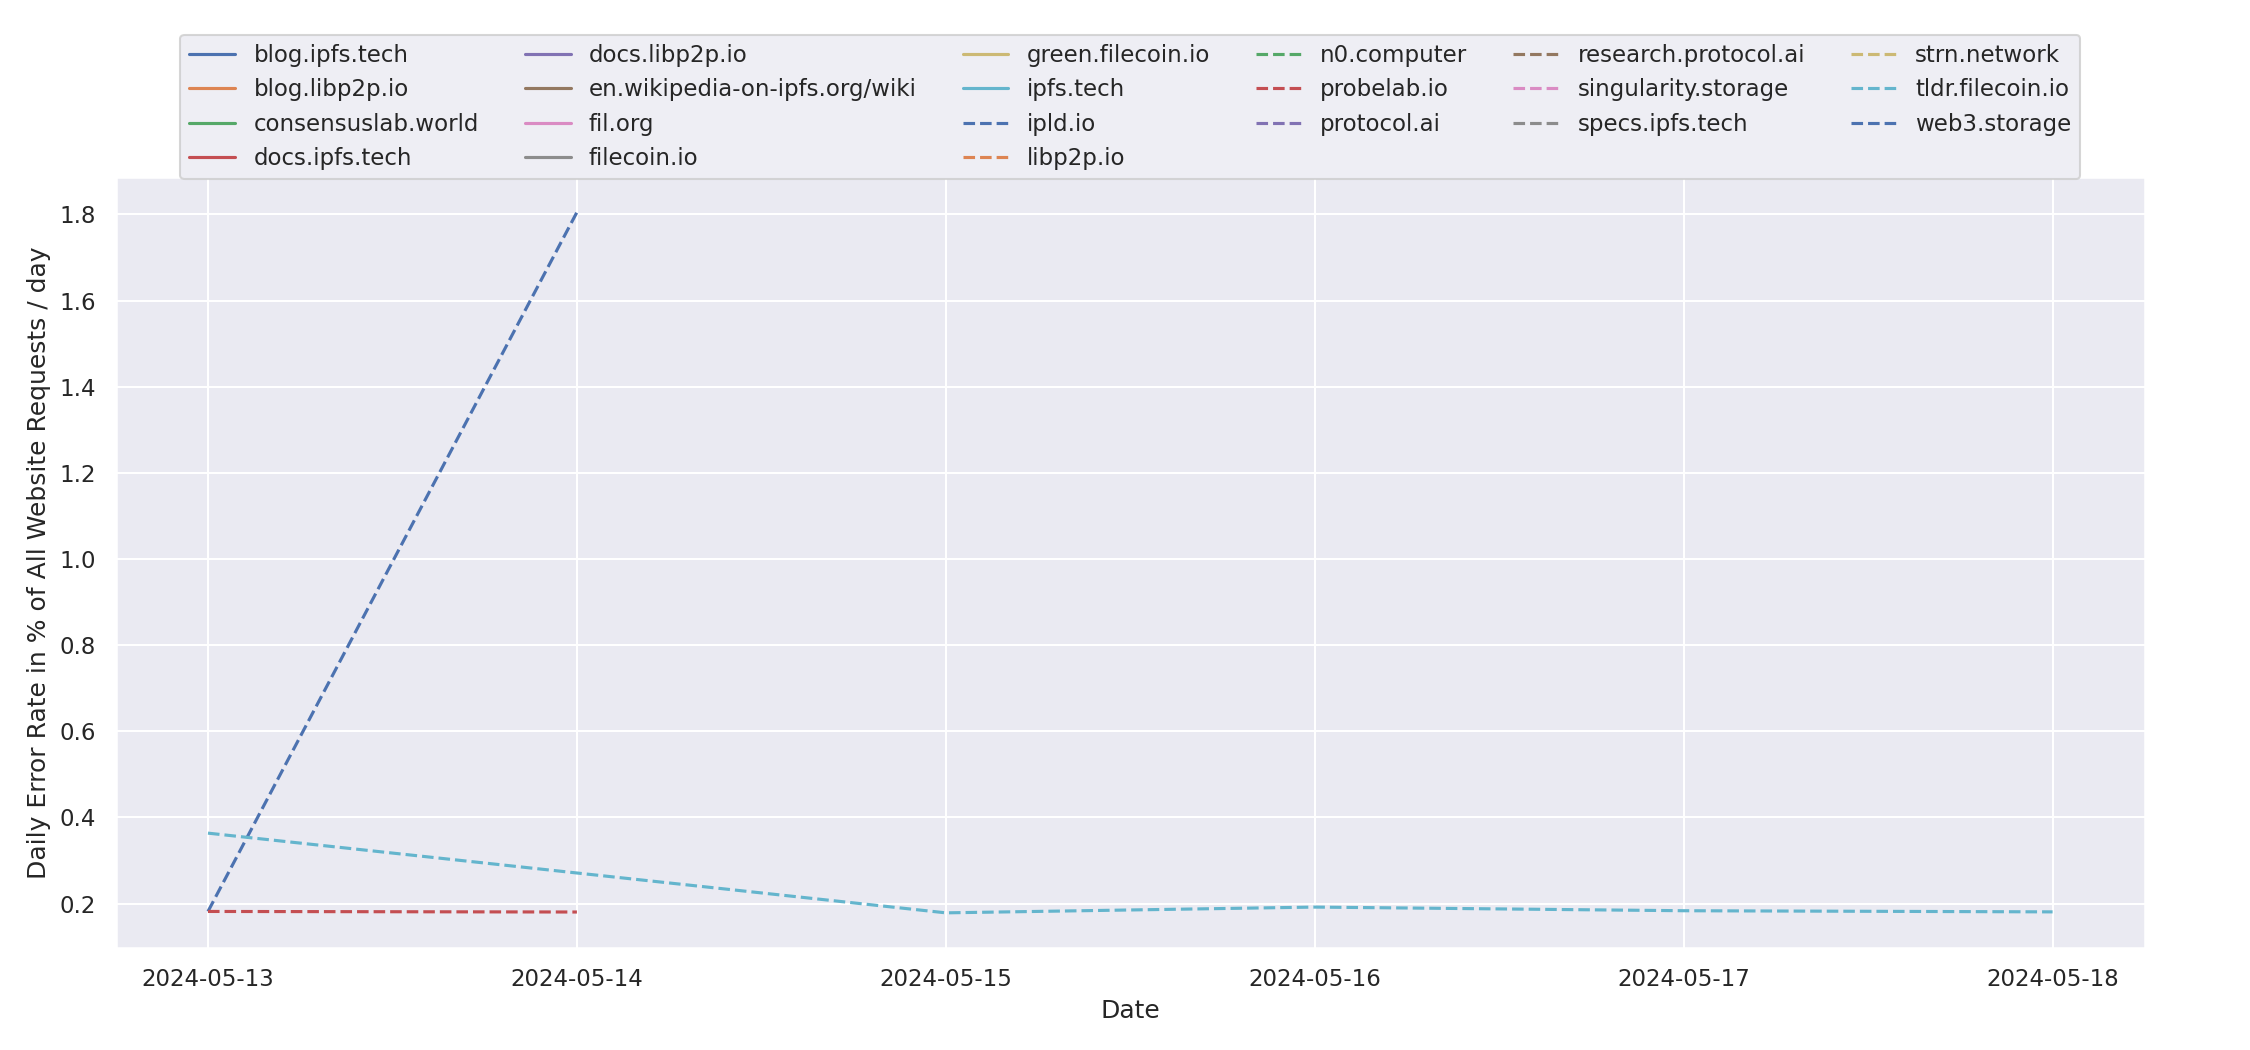 blog.ipfs.tech
blog.libp2p.io
consensuslab.world
docs.ipfs.tech
docs.libp2p.io
en.wikipedia-on-ipfs.org/wiki
fil.org
filecoin.io
green.filecoin.io
ipfs.tech
ipld.io
libp2p.io
n0.computer
probelab.io
protocol.ai
research.protocol.ai
singularity.storage
specs.ipfs.tech
strn.network
tldr.filecoin.io
web3.storage
Daily Error Rate in % of All Website Requests / day
1.8
1.6
1.4
1.2
1.0
0.8
0.6
0.4
0.2
2024-05-13
2024-05-14
2024-05-15
2024-05-16
2024-05-17
2024-05-18
Date